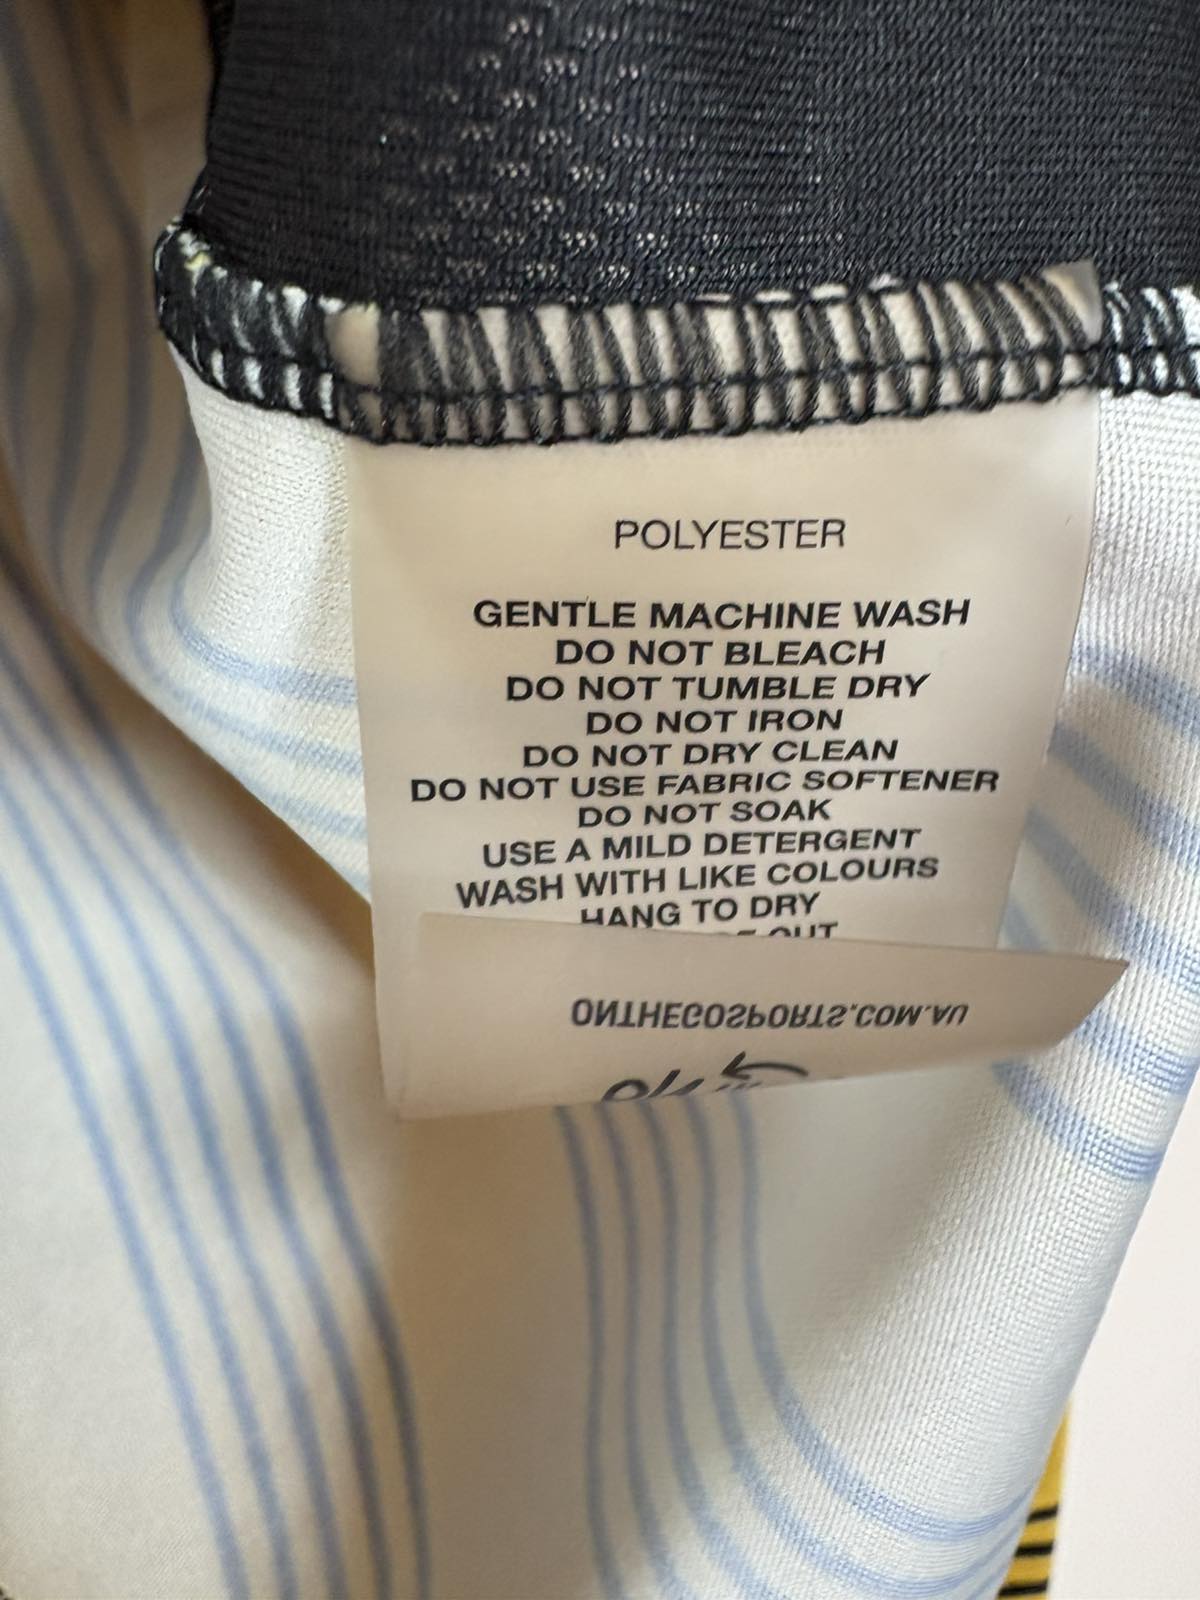 POLYESTER
GENTLE MACHINE WASH
DO NOT BLEACH
DO NOT TUMBLE DRY
DO NOT IRON
DO NOT DRY CLEAN
DO NOT USE FABRIC SOFTENER
DO NOT SOAK
USE A MILD DETERGENT
WASH WITH LIKE COLOURS
HANG TO DRY
OUT
ONTHEGOSPORTS.COM.AU